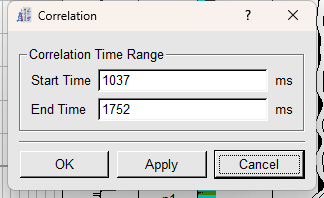 Correlation ? ×
Correlation Time Range
Start Time 1037 ms
End Time 1752 ms
OK Apply Cancel